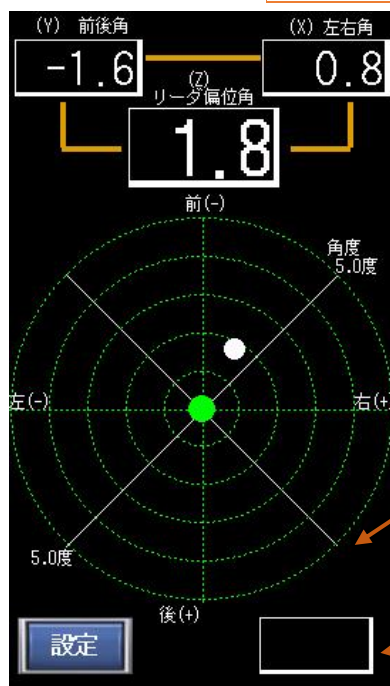 (Y) 前後角
(X) 左右角
-1.6
0.8
(Z)
リーダ偏位角
1.8
前(-)
角度
5.0度
左(-)
右(+)
5.0度
後(+)
設定